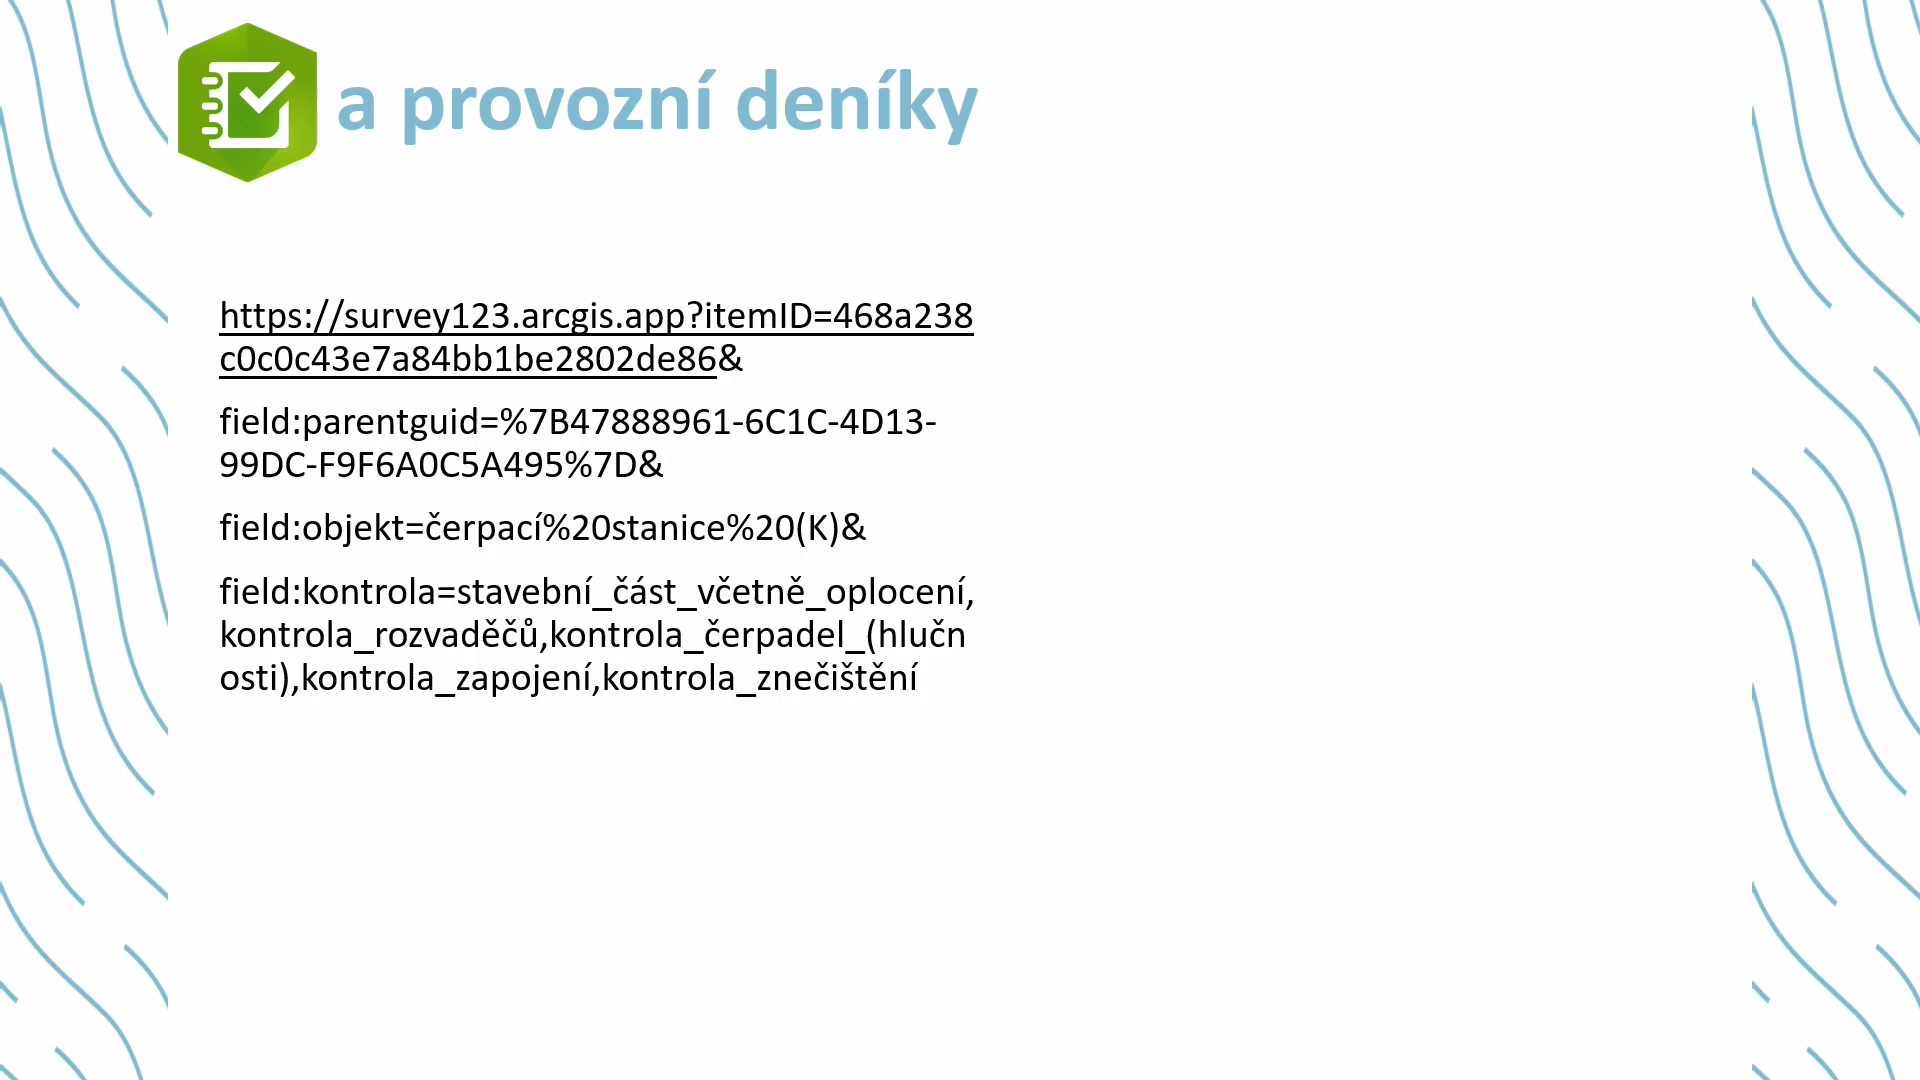 a provozní deníky
https://survey123.arcgis.app?itemID=468a238
c0c0c43e7a84bb1be2802de86&
field:parentguid=%7B47888961-6C1C-4D13-
99DC-F9F6A0C5A495%7D&
field:objekt=čerpací%20stanice%20(K)&
field:kontrola=stavební_část_včetně_oplocení,
kontrola_rozvaděčů,kontrola_čerpadel_(hlučn
osti),kontrola_zapojení,kontrola_znečištění